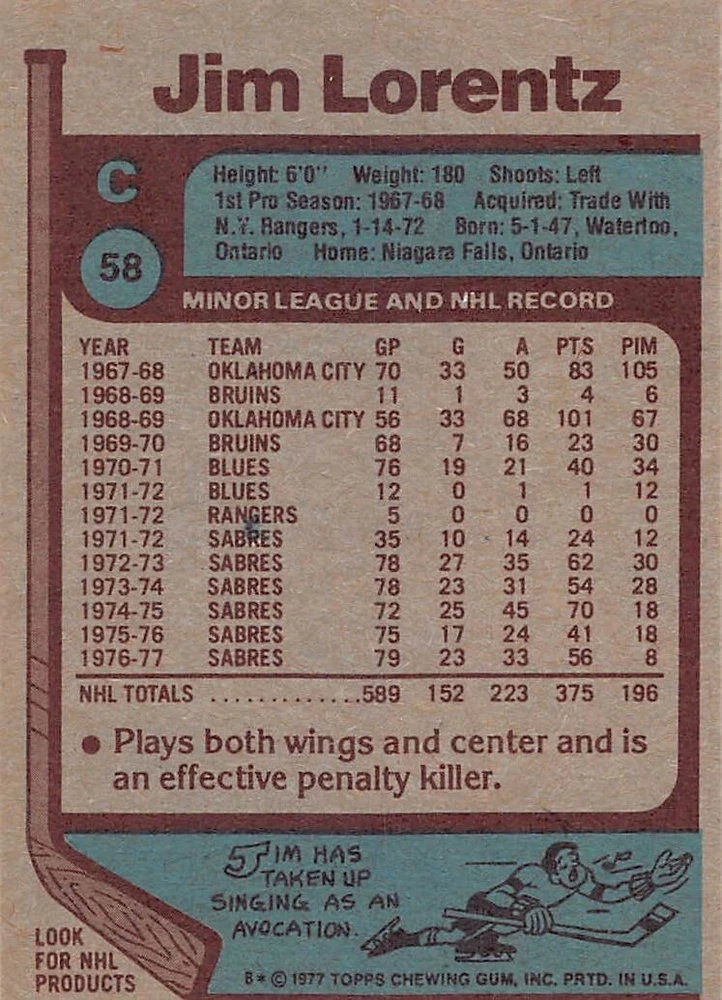 Jim Lorentz
C
58
Height: 6'0" Weight: 180 Shoots: Left
1st Pro Season: 1967-68 Acquired: Trade With
N.Y. Rangers, 1-14-72 Born: 5-1-47, Waterloo,
Ontario Home: Niagara Falls, Ontario
MINOR LEAGUE AND NHL RECORD
YEAR TEAM GP G A PTS PIM
1967-68 OKLAHOMA CITY 70 33 50 83 105
1968-69 BRUINS 11 1 3 4 6
1968-69 OKLAHOMA CITY 56 33 68 101 67
1969-70 BRUINS 68 7 16 23 30
1970-71 BLUES 76 19 21 40 34
1971-72 BLUES 12 0 1 1 12
1971-72 RANGERS 5 0 0 0 0
1971-72 SABRES 35 10 14 24 12
1972-73 SABRES 78 27 35 62 30
1973-74 SABRES 78 23 31 54 28
1974-75 SABRES 72 25 45 70 18
1975-76 SABRES 75 17 24 41 18
1976-77 SABRES 79 23 33 56 8
NHL TOTALS .............589 152 223 375 196
● Plays both wings and center and is
an effective penalty killer.
JIM HAS
TAKEN UP
SINGING AS AN
AVOCATION.
LOOK
FOR NHL
PRODUCTS
B* © 1977 TOPPS CHEWING GUM, INC. PRTD. IN U.S.A.